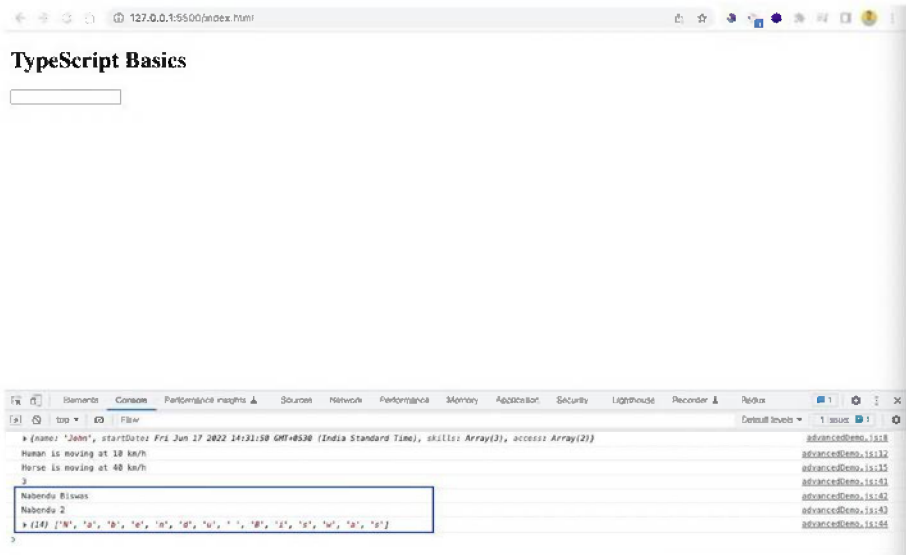 127.0.0.1:5500/index.html
TypeScript Basics
Elements Console Performance insights Sources Network Performance Memory Application Security Lighthouse Recorder Redux 1
top Filter Default levels 1 Issue: 1
{name: 'John', startDate: Fri Jun 17 2022 14:31:50 GMT+0530 (India Standard Time), skills: Array(3), access: Array(2)} advancedDemo.js:8
Human is moving at 10 km/h advancedDemo.js:12
Horse is moving at 40 km/h advancedDemo.js:15
3 advancedDemo.js:41
Nabendu Biswas advancedDemo.js:42
Nabendu 2 advancedDemo.js:43
(14) ['N', 'a', 'b', 'e', 'n', 'd', 'u', ' ', 'B', 'i', 's', 'w', 'a', 's'] advancedDemo.js:44